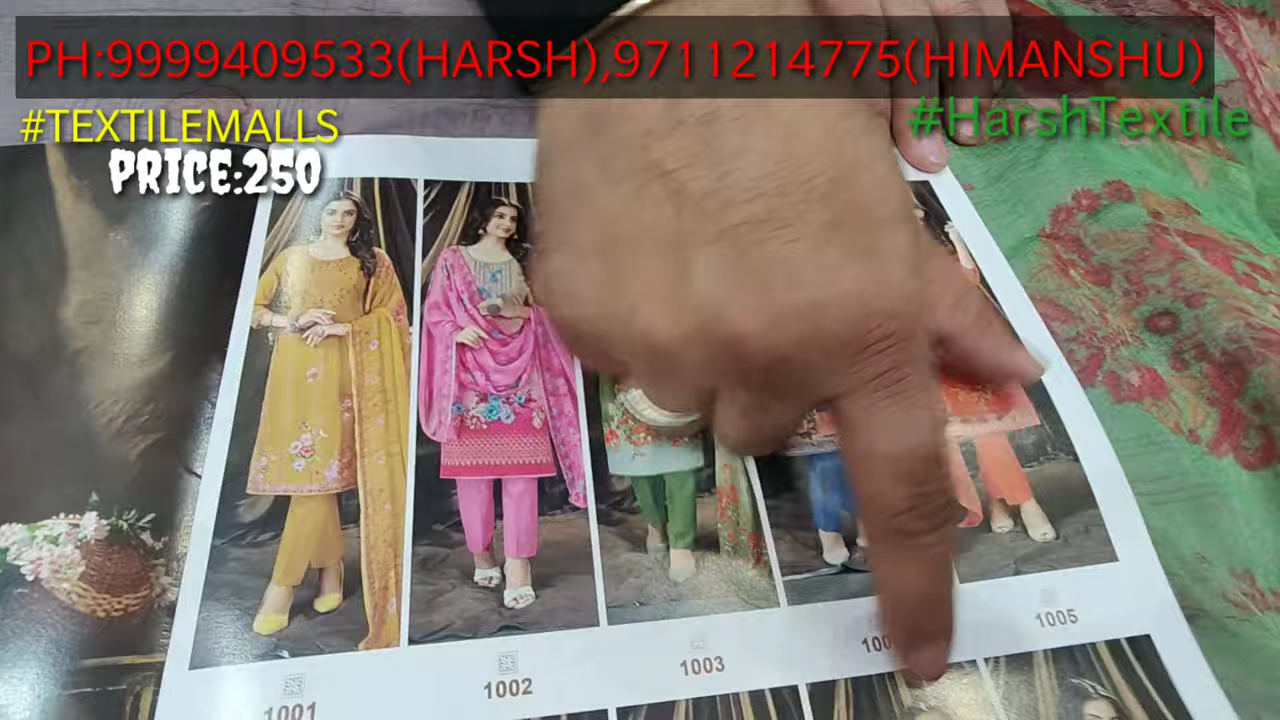 PH:9999409533(HARSH),9711214775(HIMANSHU)
#TEXTILEMALLS
#HarshTextile
PRICE:250
1001
1002
1003
1005